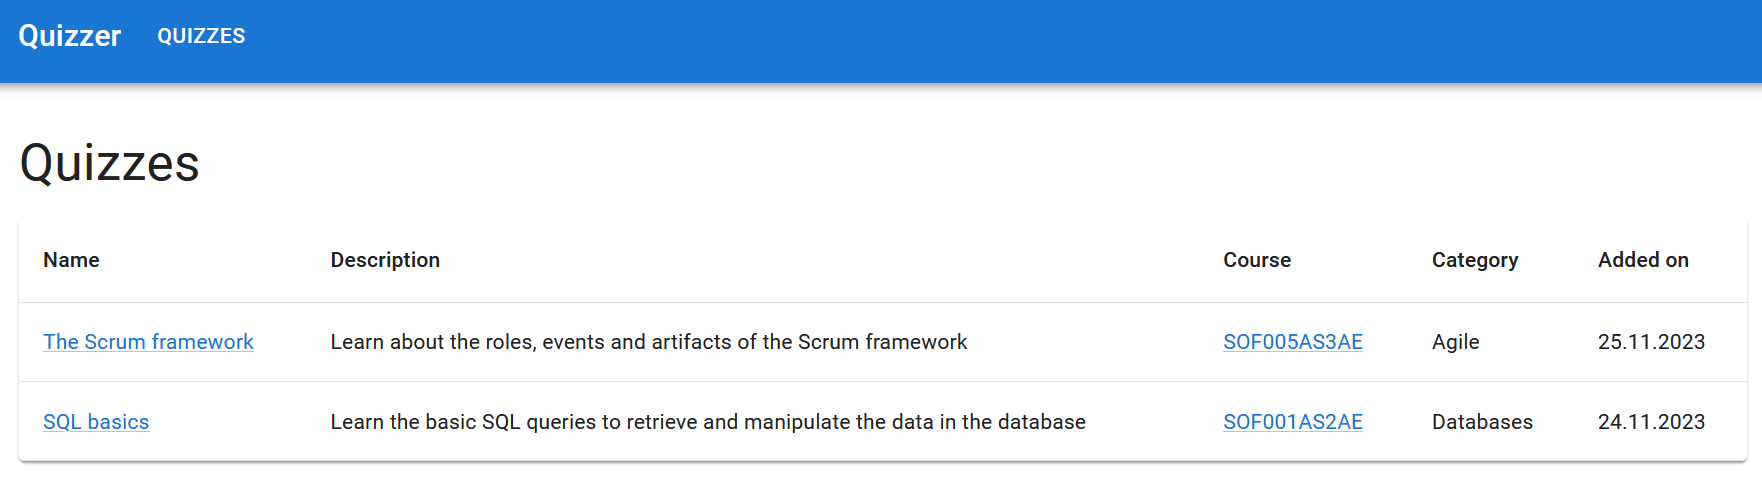 Quizzer QUIZZES
Quizzes
Name Description Course Category Added on
The Scrum framework Learn about the roles, events and artifacts of the Scrum framework SOF005AS3AE Agile 25.11.2023
SQL basics Learn the basic SQL queries to retrieve and manipulate the data in the database SOF001AS2AE Databases 24.11.2023